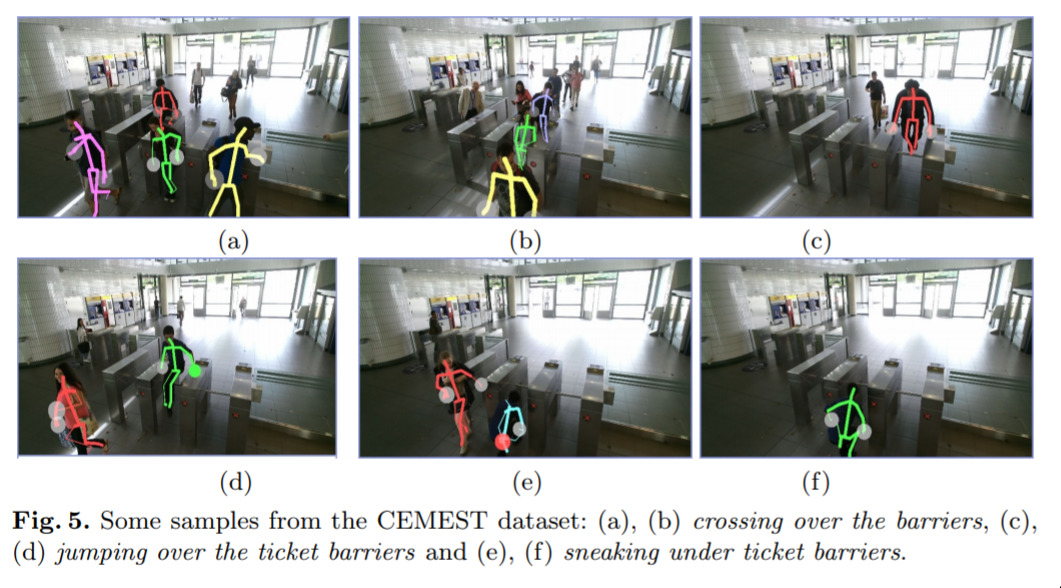 (a)
(b)
(c)
(d)
(e)
(f)
Fig. 5. Some samples from the CEMEST dataset: (a), (b) crossing over the barriers, (c),
(d) jumping over the ticket barriers and (e), (f) sneaking under ticket barriers.